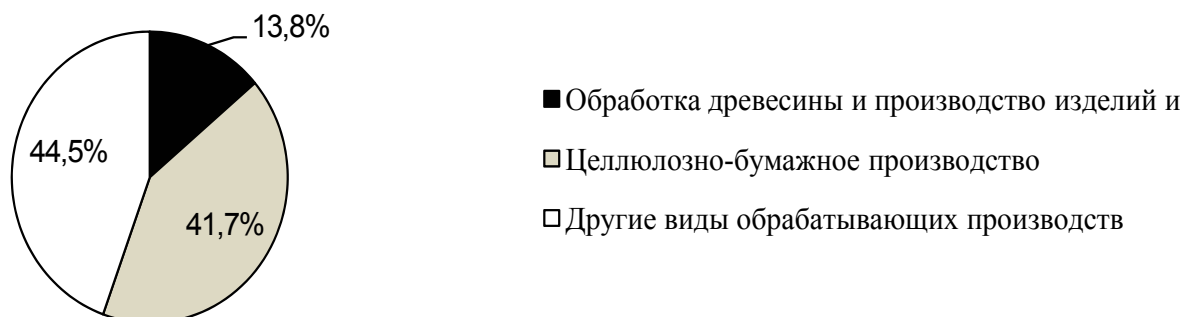 13,8%
44,5%
41,7%
Обработка древесины и производство изделий и
Целлюлозно-бумажное производство
Другие виды обрабатывающих производств